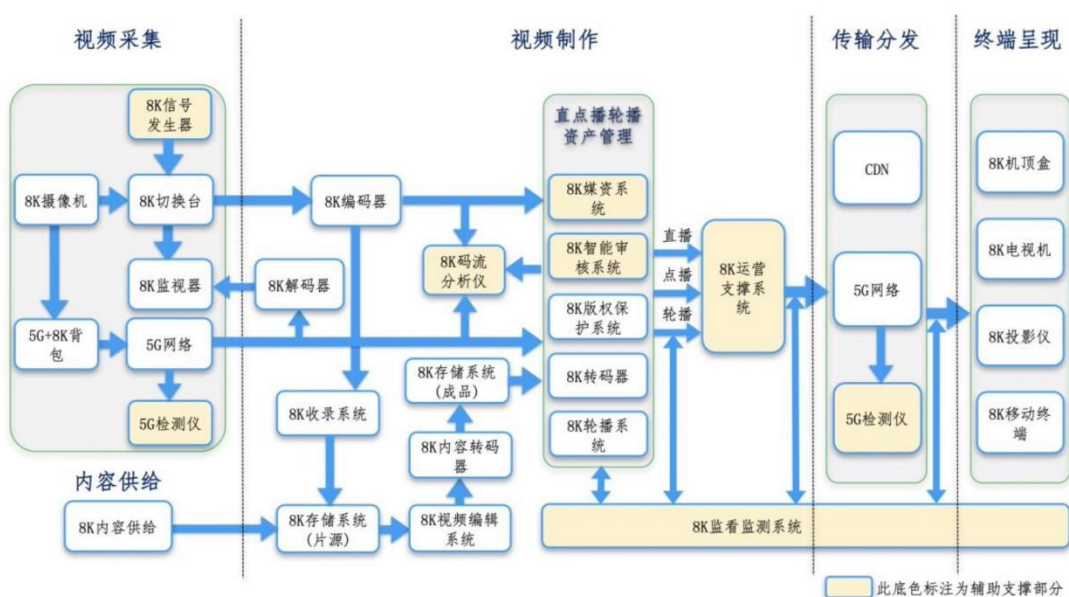 视频采集
视频制作
传输分发
终端呈现
8K信号
发生器
8K摄像机
8K切换台
8K监视器
5G+8K背
包
5G网络
5G检测仪
内容供给
8K内容供给
8K编码器
8K解码器
8K码流
分析仪
8K收录系统
8K存储系统
(成品)
8K内容转码
器
8K存储系统
(片源)
8K视频编辑
系统
直点播轮播
资产管理
8K媒资系
统
8K智能审
核系统
8K版权保
护系统
8K转码器
8K轮播系
统
直播
点播
轮播
8K运营
支撑系
统
CDN
5G网络
5G检测仪
8K机顶盒
8K电视机
8K投影仪
8K移动终
端
8K监看监测系统
此底色标注为辅助支撑部分